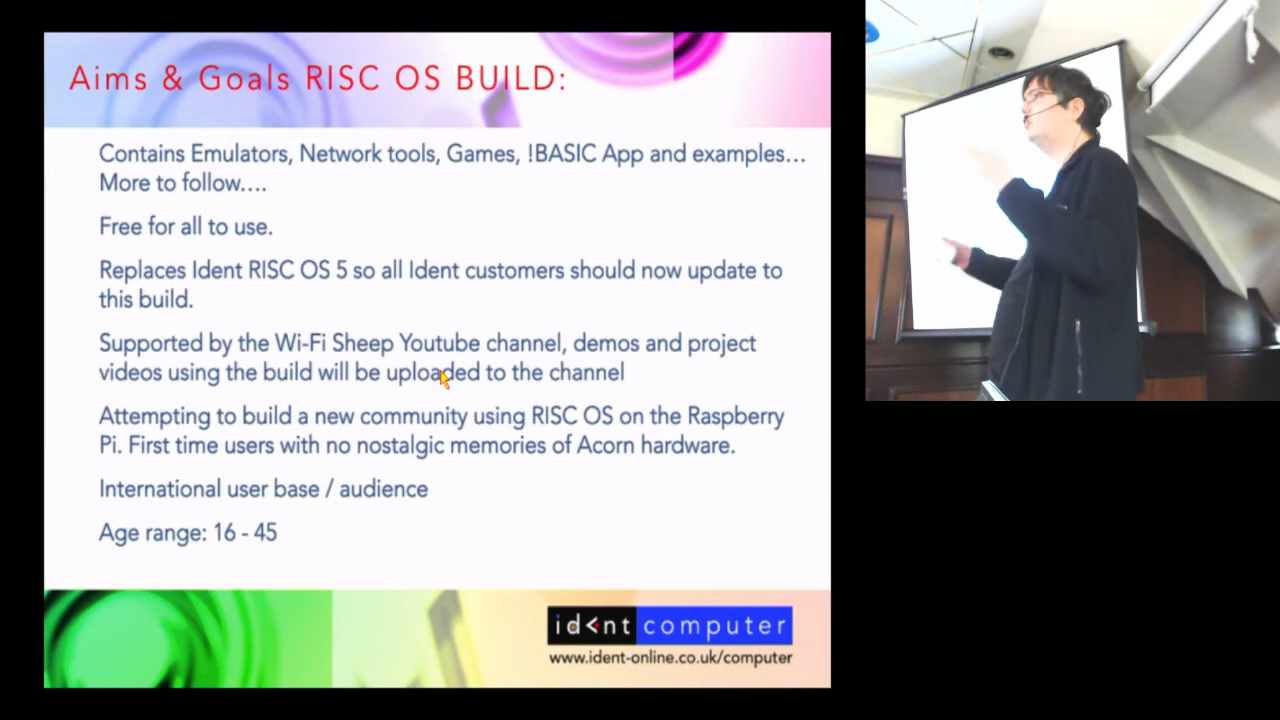 Aims & Goals RISC OS BUILD:
Contains Emulators, Network tools, Games, !BASIC App and examples…
More to follow….
Free for all to use.
Replaces Ident RISC OS 5 so all Ident customers should now update to
this build.
Supported by the Wi-Fi Sheep Youtube channel, demos and project
videos using the build will be uploaded to the channel
Attempting to build a new community using RISC OS on the Raspberry
Pi. First time users with no nostalgic memories of Acorn hardware.
International user base / audience
Age range: 16 - 45
id<nt computer
www.ident-online.co.uk/computer